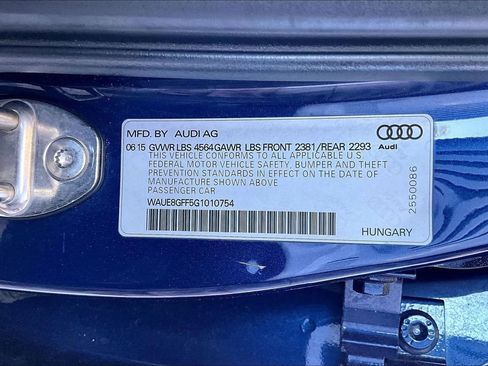 MFD. BY AUDI AG
06 15 GVWR LBS 4564 GAWR LBS FRONT 2381/REAR 2293
Audi
THIS VEHICLE CONFORMS TO ALL APPLICABLE U.S.
FEDERAL MOTOR VEHICLE SAFETY, BUMPER AND THEFT
PREVENTION STANDARDS IN EFFECT ON THE DATE OF
MANUFACTURE SHOWN ABOVE
PASSENGER CAR
WAUE8GFF5G1010754
HUNGARY
2550086